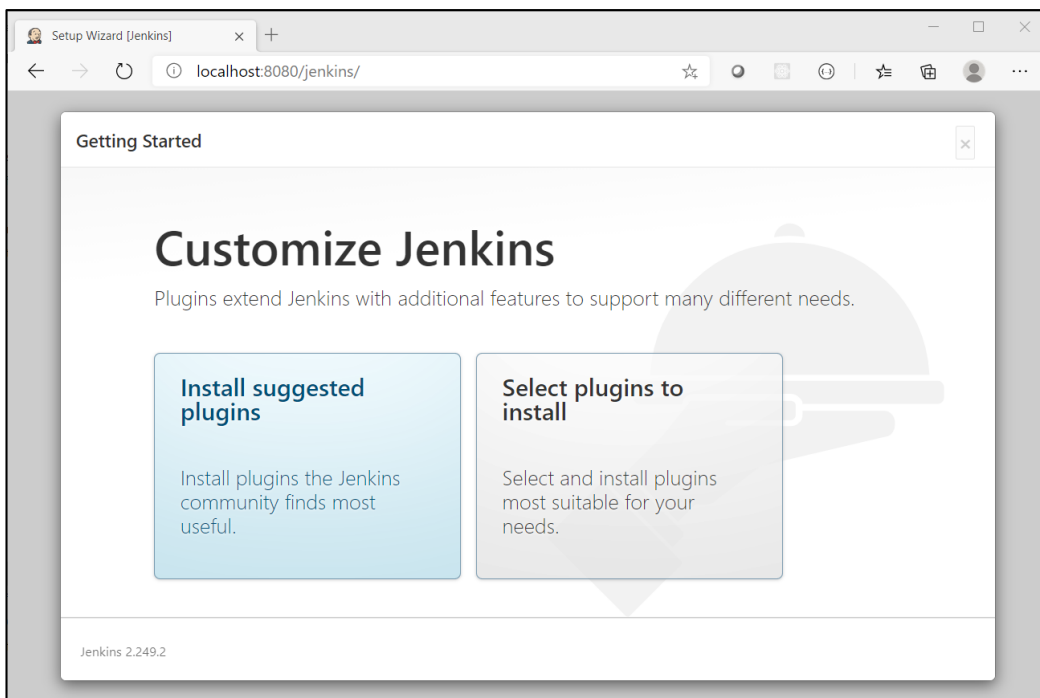 Setup Wizard [Jenkins]
localhost:8080/jenkins/
Getting Started
Customize Jenkins
Plugins extend Jenkins with additional features to support many different needs.
Install suggested
plugins
Install plugins the Jenkins
community finds most
useful.
Select plugins to
install
Select and install plugins
most suitable for your
needs.
Jenkins 2.249.2